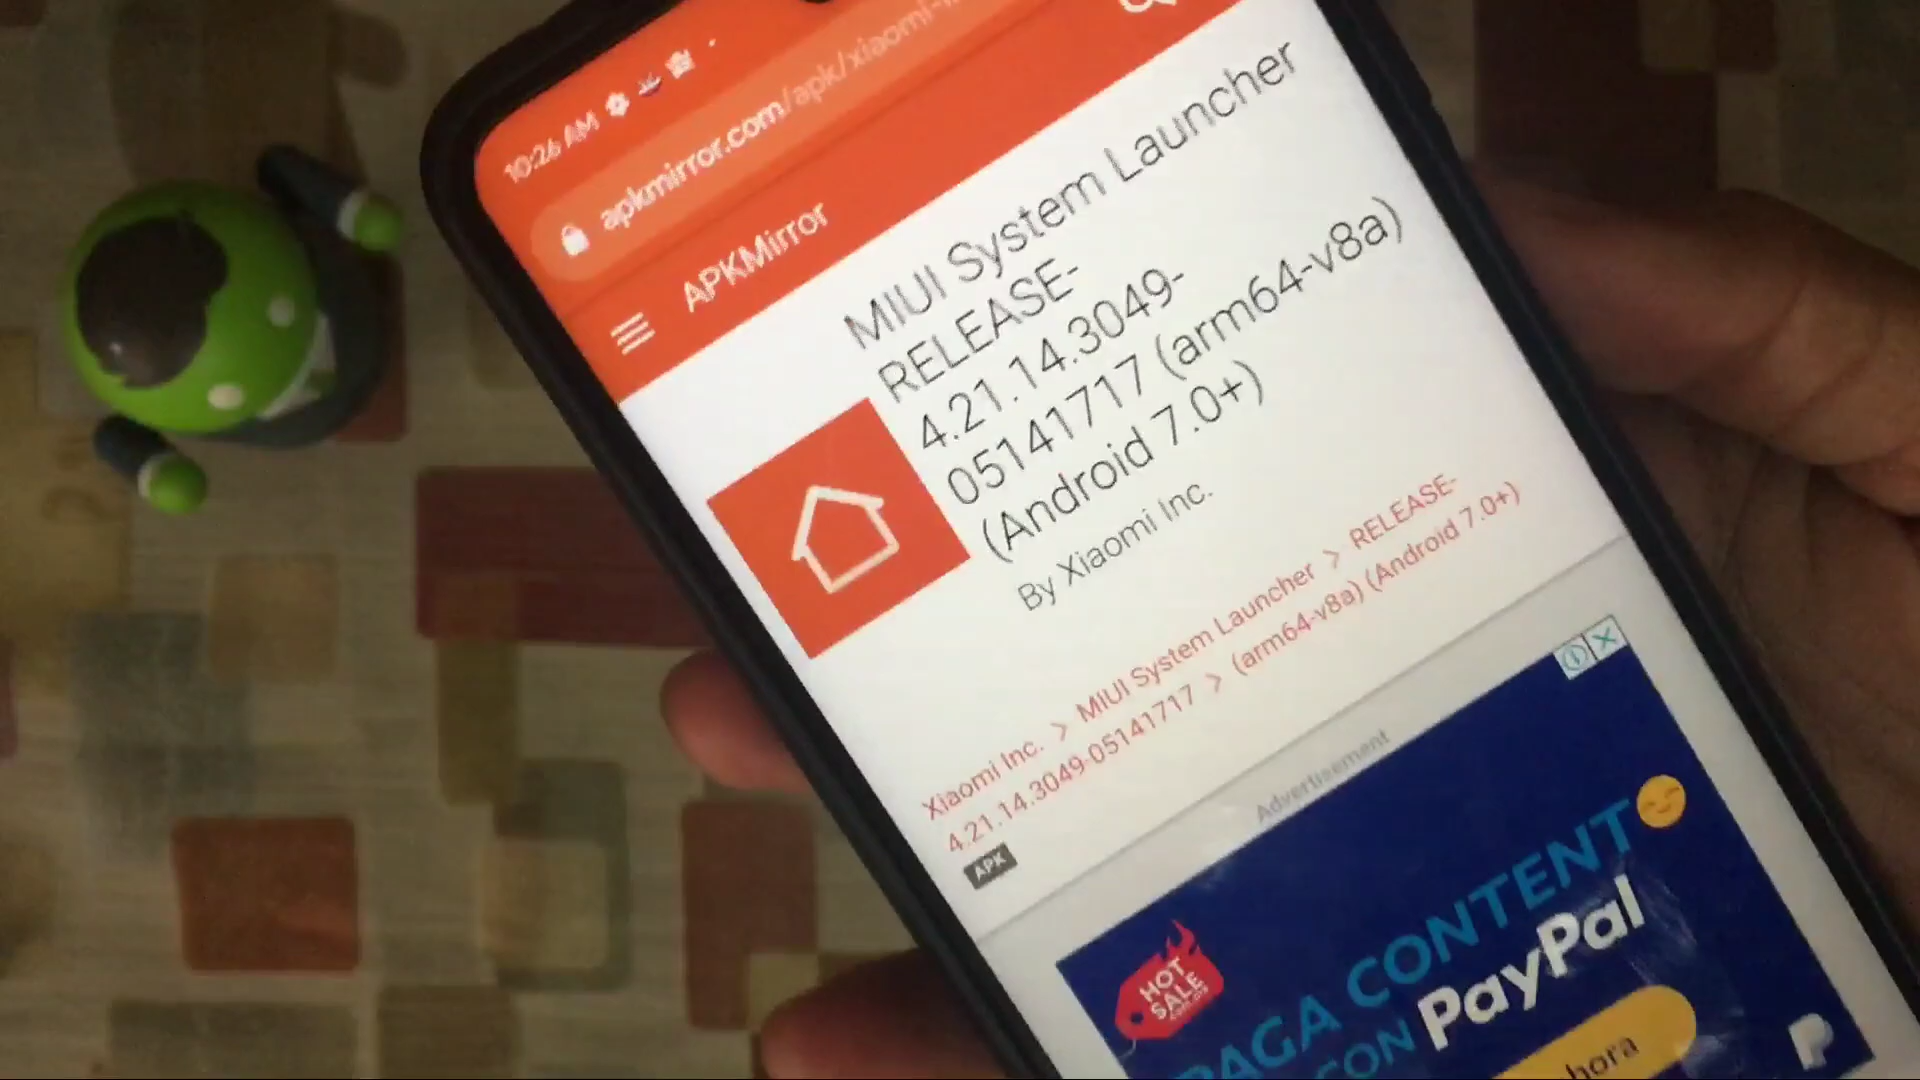 10:26 AM
apkmirror.com/apk/xiaomi-
APKMirror
MIUI System Launcher
RELEASE-
4.21.14.3049-
05141717 (arm64-v8a)
(Android 7.0+)
By Xiaomi Inc.
Xiaomi Inc. > MIUI System Launcher > RELEASE-
4.21.14.3049-05141717 > (arm64-v8a) (Android 7.0+)
APK
Advertisement
HOT
SALE
PAGA CONTENT
CON PayPal
hora